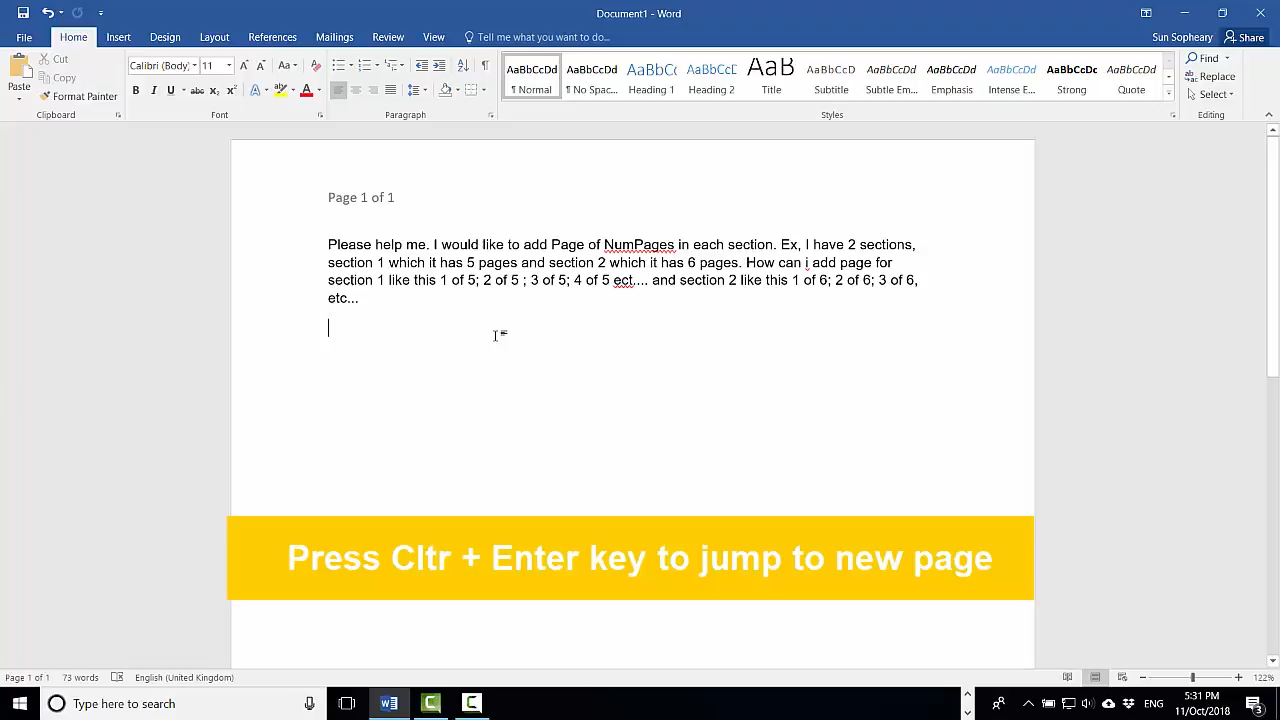 Document1 - Word
Sun Sopheary
Share
File
Home
Insert
Design
Layout
References
Mailings
Review
View
Tell me what you want to do...
Paste
Cut
Copy
Format Painter
Clipboard
Calibri (Body)
11
Font
Paragraph
AaBbCcDd
¶ Normal
AaBbCcDd
¶ No Spac...
AaBbCc
Heading 1
AaBbCcC
Heading 2
AaB
Title
AaBbCcD
Subtitle
AaBbCcDd
Subtle Em...
AaBbCcDd
Emphasis
AaBbCcDd
Intense E...
AaBbCcDc
Strong
AaBbCcDd
Quote
Styles
Find
Replace
Select
Editing
Page 1 of 1
Please help me. I would like to add Page of NumPages in each section. Ex, I have 2 sections,
section 1 which it has 5 pages and section 2 which it has 6 pages. How can i add page for
section 1 like this 1 of 5; 2 of 5 ; 3 of 5; 4 of 5 ect.... and section 2 like this 1 of 6; 2 of 6; 3 of 6,
etc...
Press Cltr + Enter key to jump to new page
Page 1 of 1
73 words
English (United Kingdom)
122%
Type here to search
ENG
5:31 PM
11/Oct/2018
3